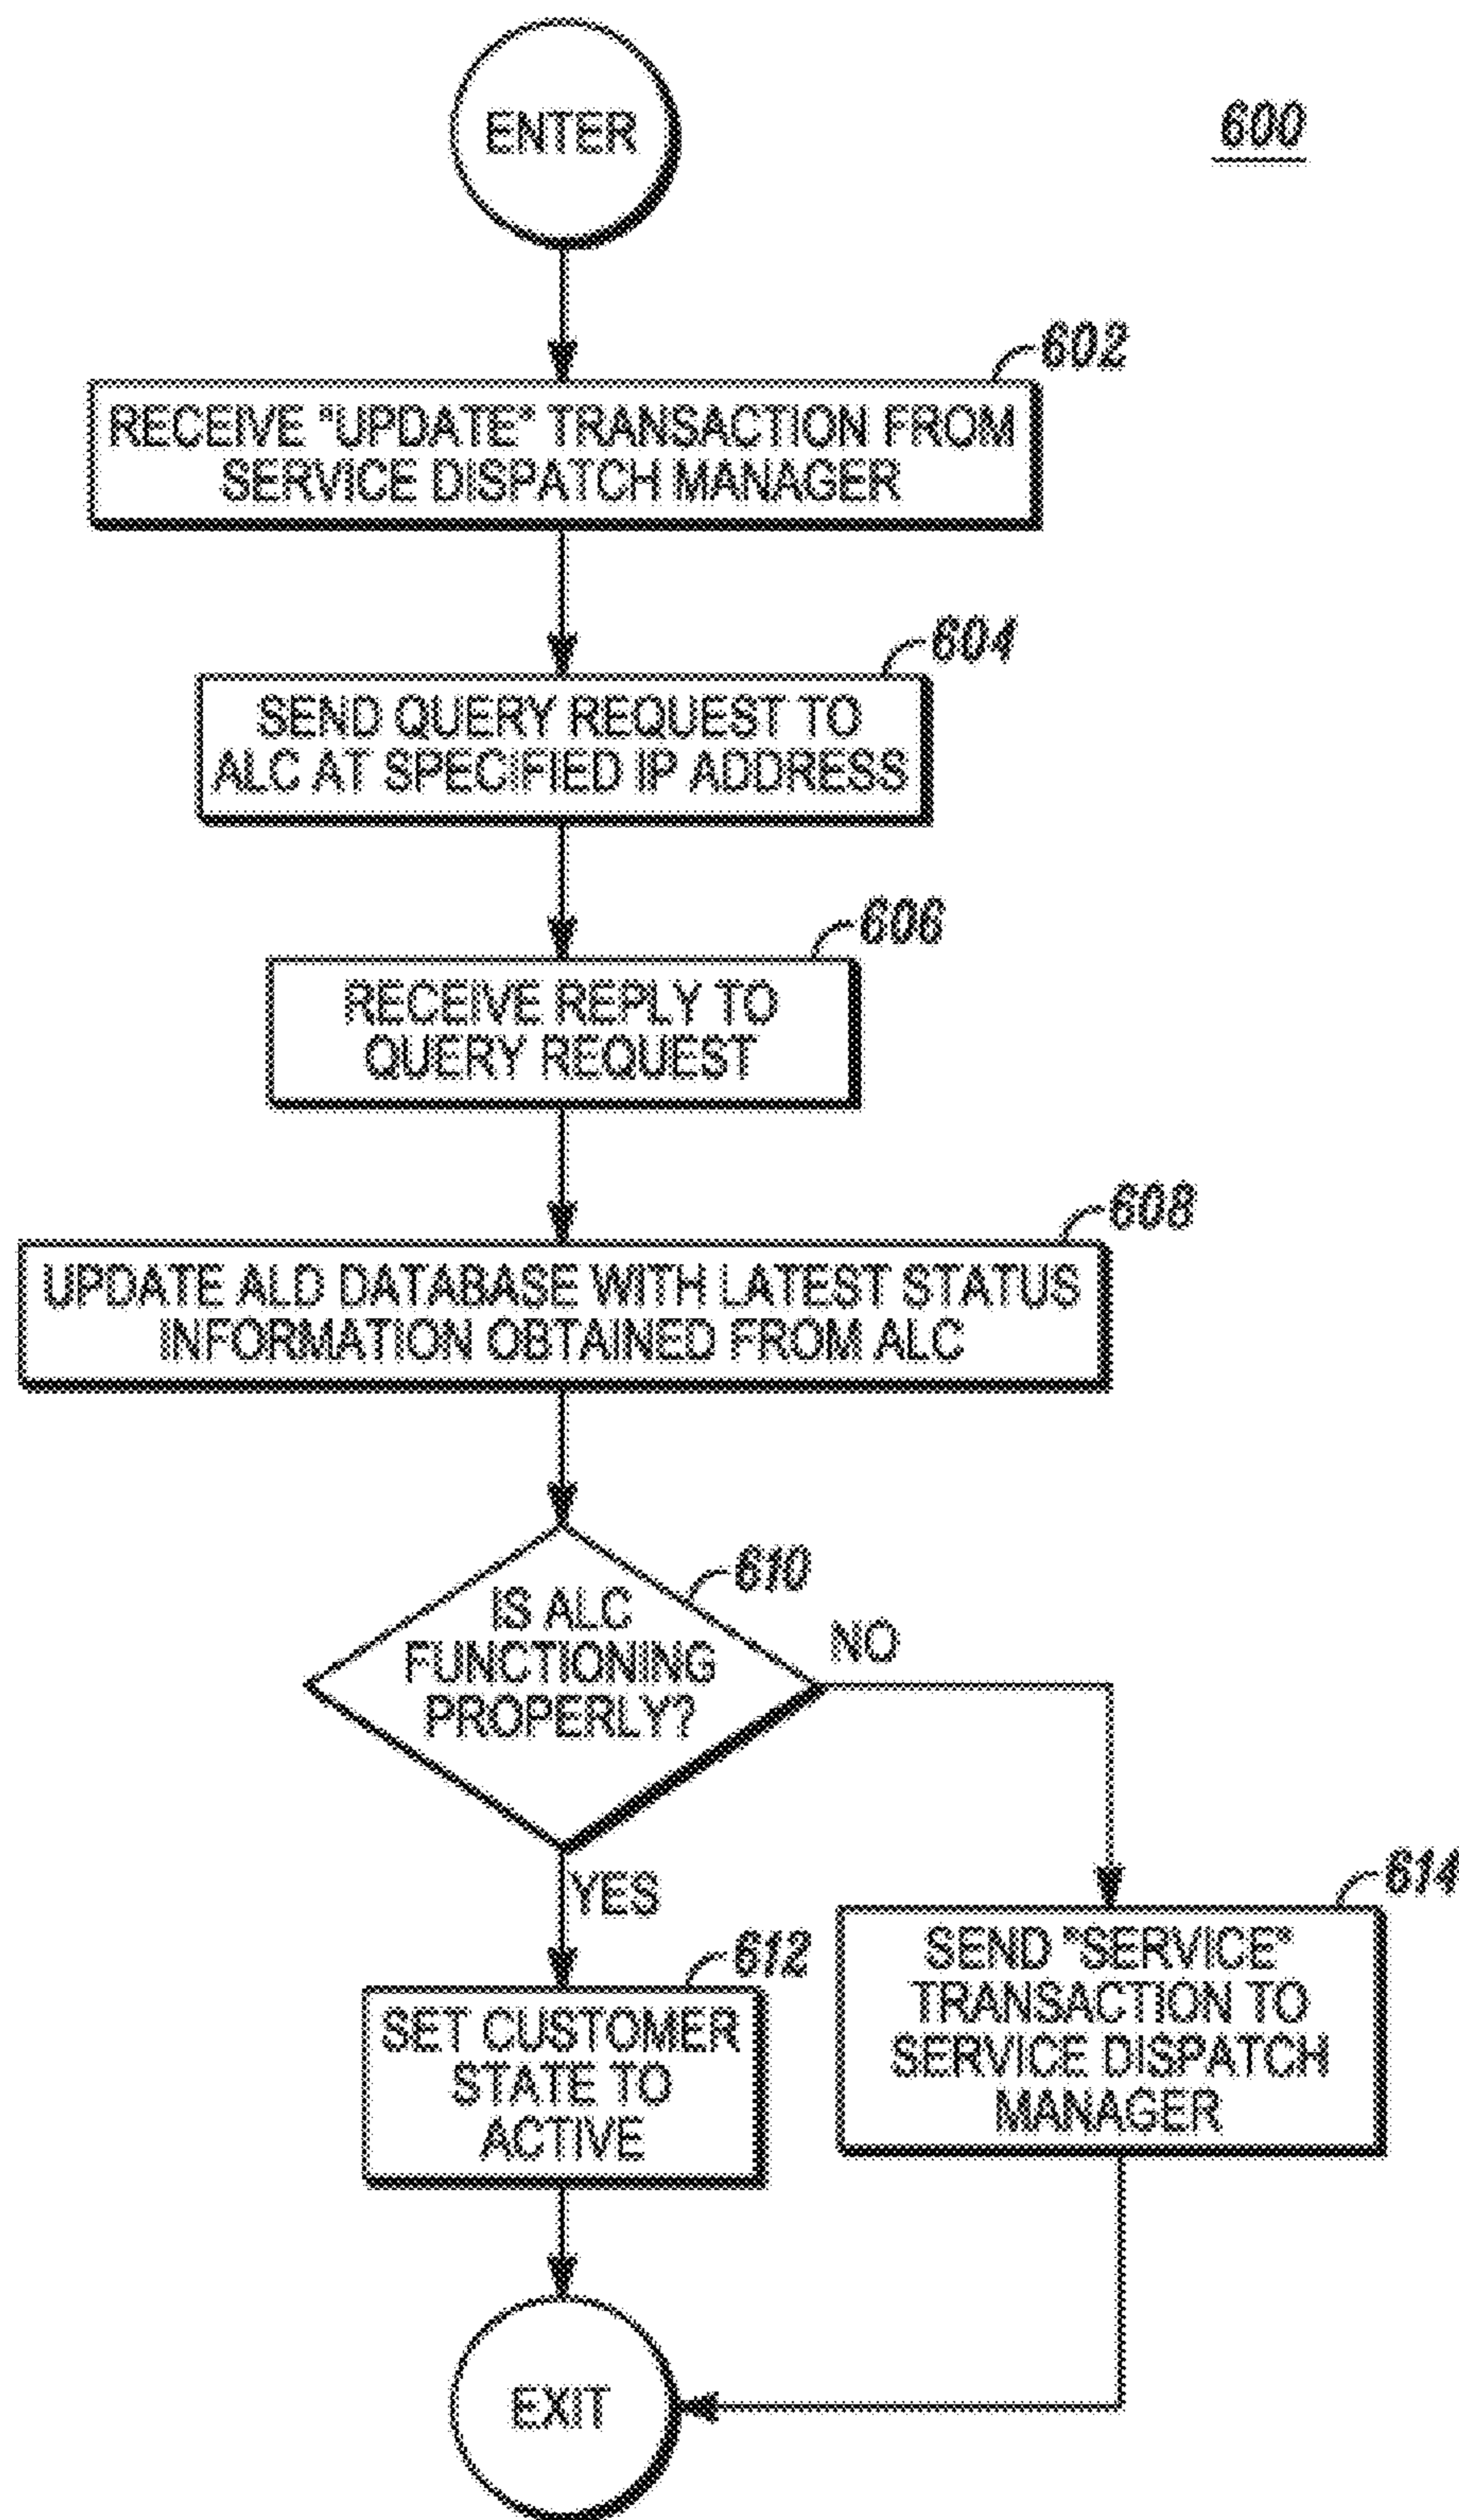 ENTER
600
602
RECEIVE "UPDATE" TRANSACTION FROM
SERVICE DISPATCH MANAGER
604
SEND QUERY REQUEST TO
ALC AT SPECIFIED IP ADDRESS
606
RECEIVE REPLY TO
QUERY REQUEST
608
UPDATE ALD DATABASE WITH LATEST STATUS
INFORMATION OBTAINED FROM ALC
610
IS ALC
FUNCTIONING
PROPERLY?
NO
YES
612
SET CUSTOMER
STATE TO
ACTIVE
614
SEND "SERVICE"
TRANSACTION TO
SERVICE DISPATCH
MANAGER
EXIT